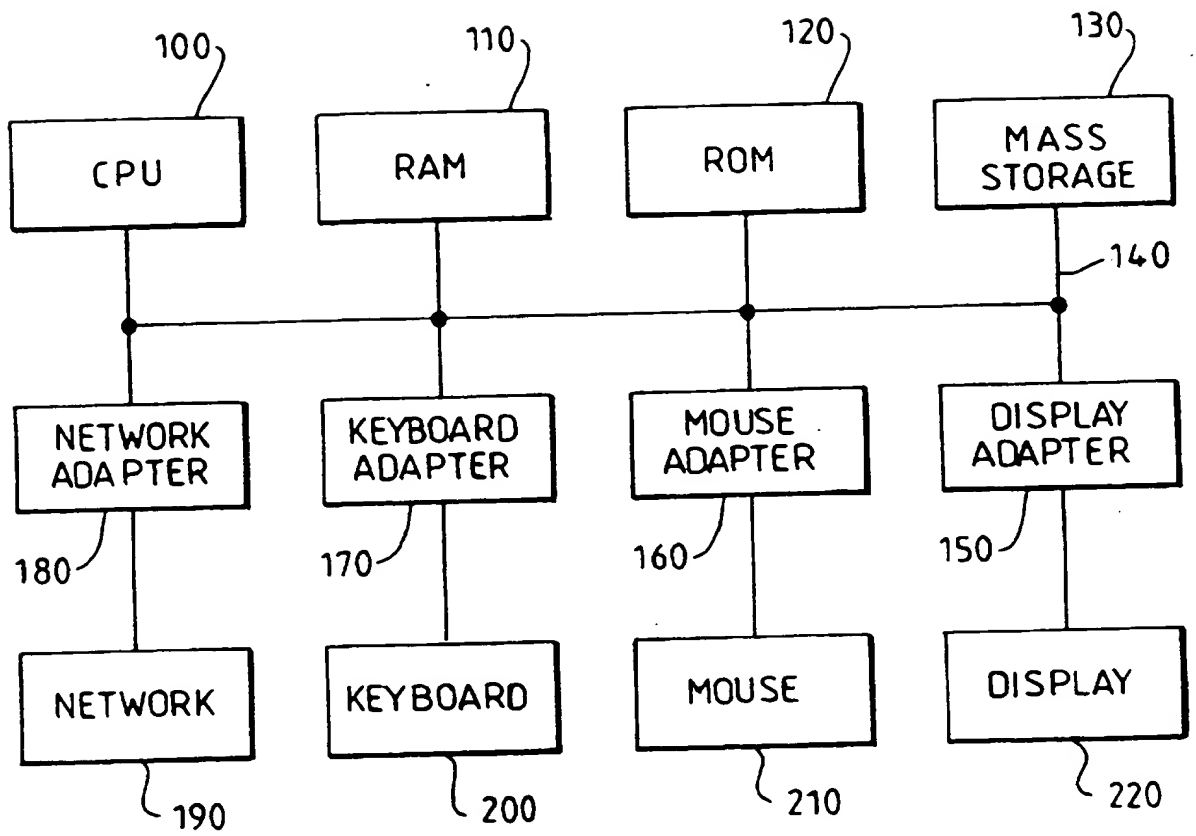 100
110
120
130
CPU
RAM
ROM
MASS
STORAGE
140
NETWORK
ADAPTER
KEYBOARD
ADAPTER
MOUSE
ADAPTER
DISPLAY
ADAPTER
180
170
160
150
NETWORK
KEYBOARD
MOUSE
DISPLAY
190
200
210
220